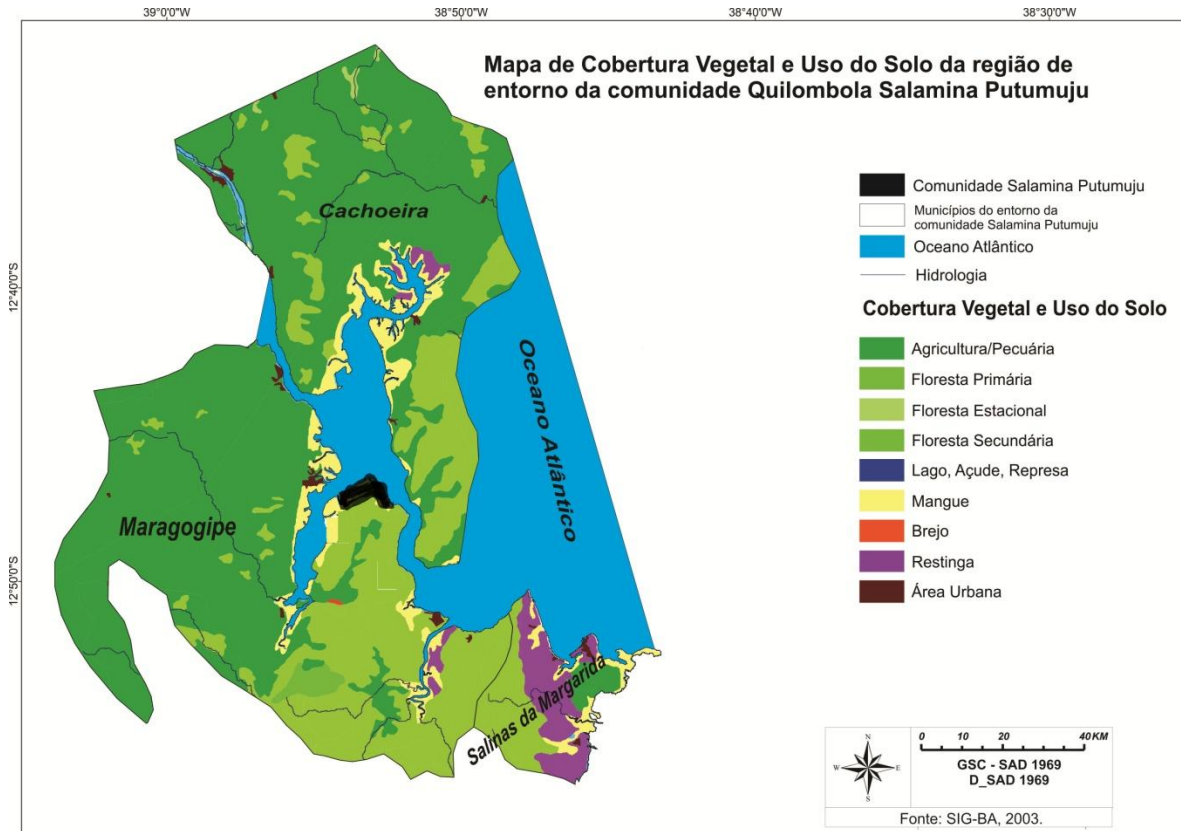 39°0'0"W
38°50'0"W
38°40'0"W
38°30'0"W
Mapa de Cobertura Vegetal e Uso do Solo da região de
entorno da comunidade Quilombola Salamina Putumuju
Comunidade Salamina Putumuju
Municípios do entorno da
comunidade Salamina Putumuju
Oceano Atlântico
Hidrologia
Cobertura Vegetal e Uso do Solo
Agricultura/Pecuária
Floresta Primária
Floresta Estacional
Floresta Secundária
Lago, Açude, Represa
Mangue
Brejo
Restinga
Área Urbana
12°40'0"S
12°50'0"S
Cachoeira
Oceano Atlântico
Maragogipe
Salinas da Margarida
N
W
E
S
0 10 20 40 KM
GSC - SAD 1969
D_SAD 1969
Fonte: SIG-BA, 2003.